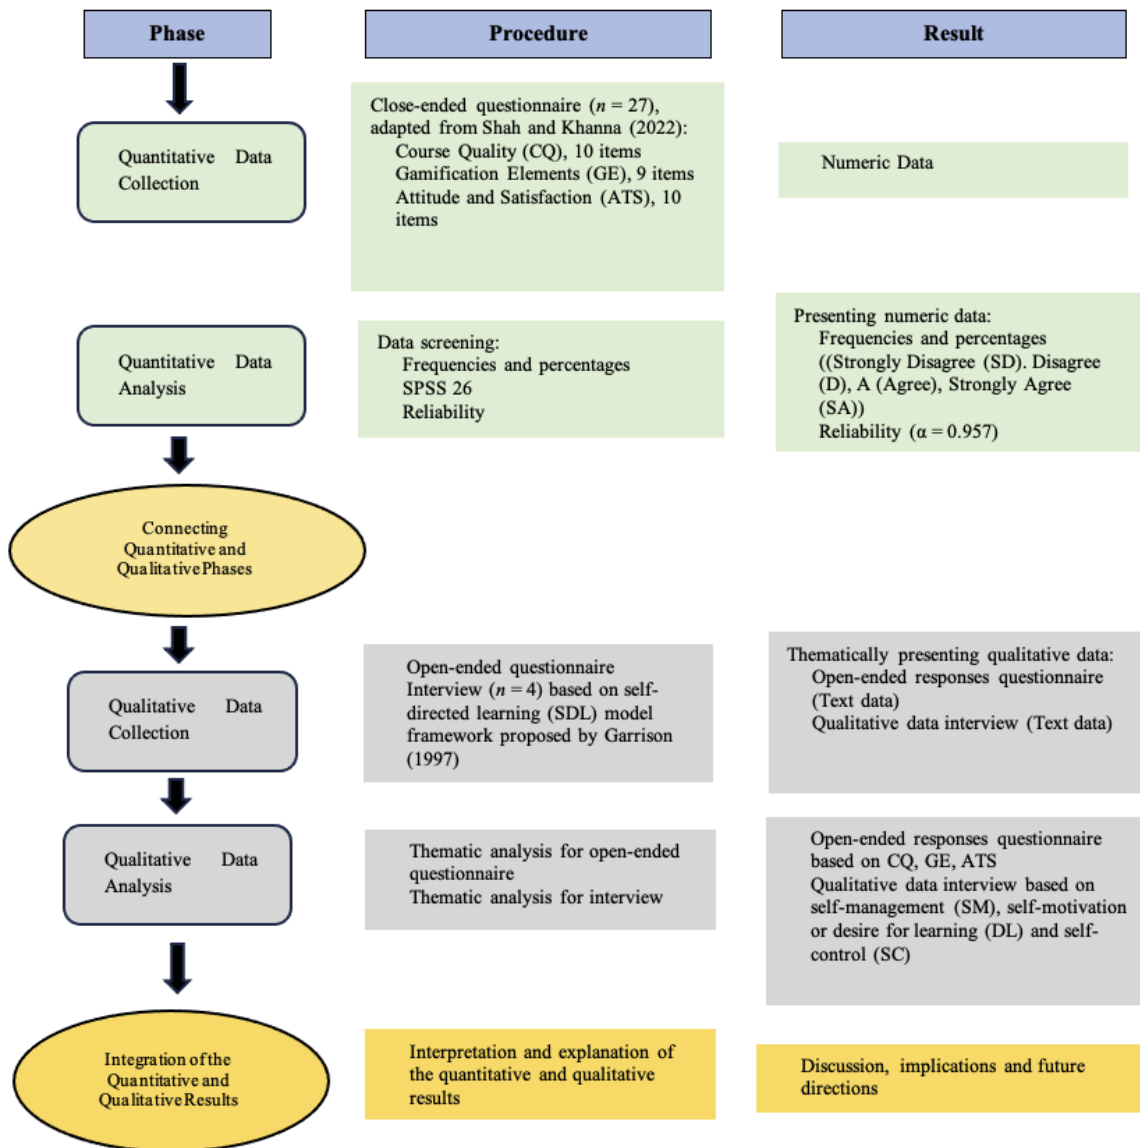 Phase
Procedure
Result
Quantitative Data
Collection
Close-ended questionnaire (n = 27),
adapted from Shah and Khanna (2022):
Course Quality (CQ), 10 items
Gamification Elements (GE), 9 items
Attitude and Satisfaction (ATS), 10
items
Numeric Data
Quantitative Data
Analysis
Data screening:
Frequencies and percentages
SPSS 26
Reliability
Presenting numeric data:
Frequencies and percentages
((Strongly Disagree (SD). Disagree
(D), A (Agree), Strongly Agree
(SA))
Reliability (α = 0.957)
Connecting
Quantitative and
Qualitative Phases
Qualitative Data
Collection
Open-ended questionnaire
Interview (n = 4) based on self-
directed learning (SDL) model
framework proposed by Garrison
(1997)
Thematically presenting qualitative data:
Open-ended responses questionnaire
(Text data)
Qualitative data interview (Text data)
Qualitative Data
Analysis
Thematic analysis for open-ended
questionnaire
Thematic analysis for interview
Open-ended responses questionnaire
based on CQ, GE, ATS
Qualitative data interview based on
self-management (SM), self-motivation
or desire for learning (DL) and self-
control (SC)
Integration of the
Quantitative and
Qualitative Results
Interpretation and explanation of
the quantitative and qualitative
results
Discussion, implications and future
directions